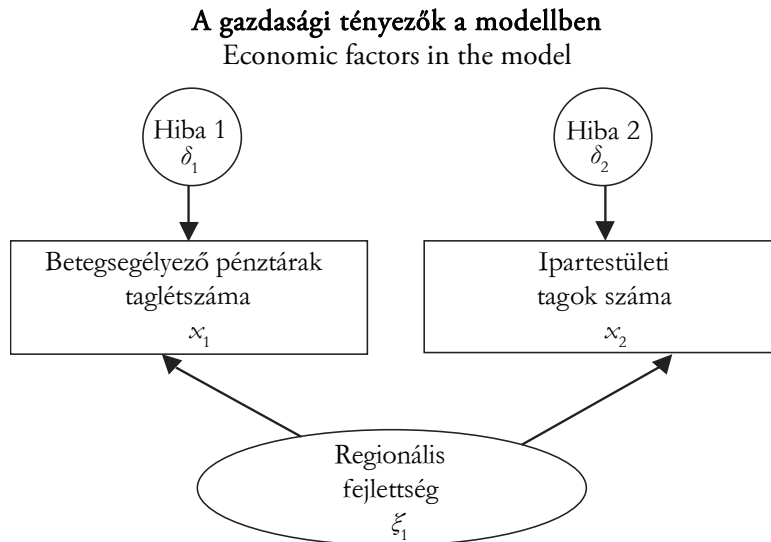 A gazdasági tényezők a modellben
Economic factors in the model
Hiba 1
δ₁
Hiba 2
δ₂
Betegsegélyező pénztárak
taglétszáma
x₁
Ipartestületi
tagok száma
x₂
Regionális
fejlettség
ξ₁